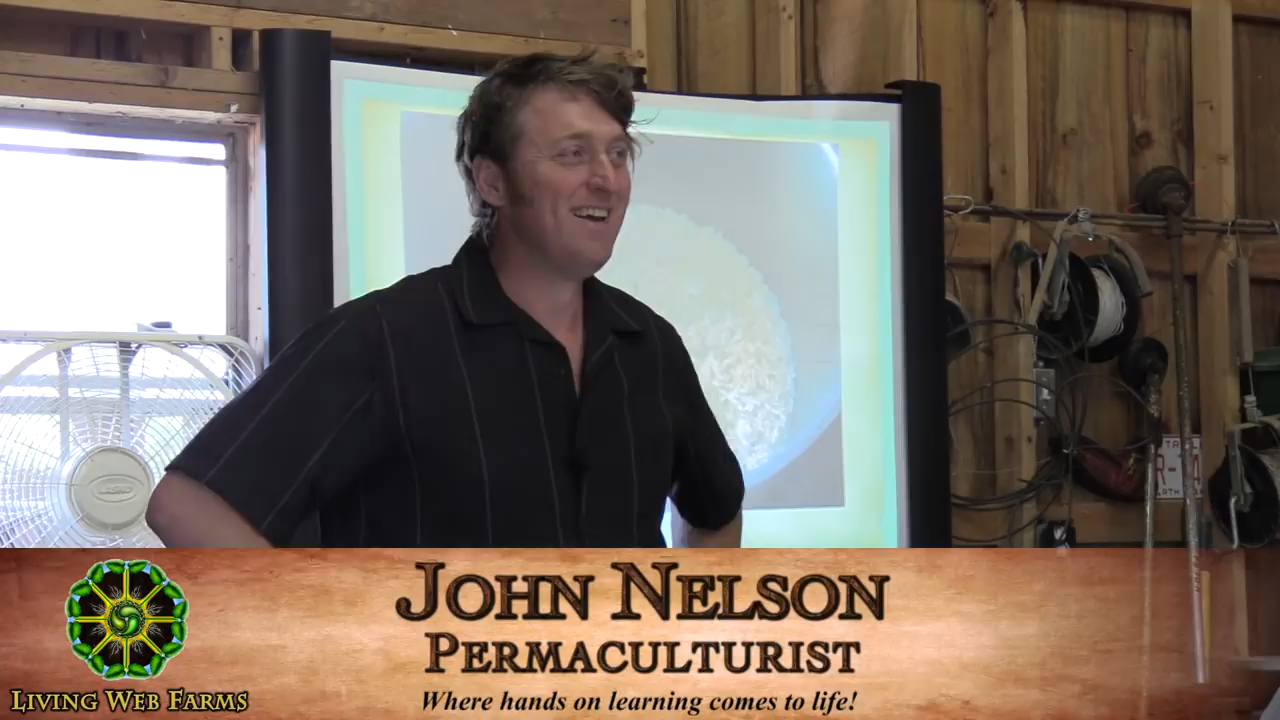 John Nelson
Permaculturist
Where hands on learning comes to life!
Living Web Farms